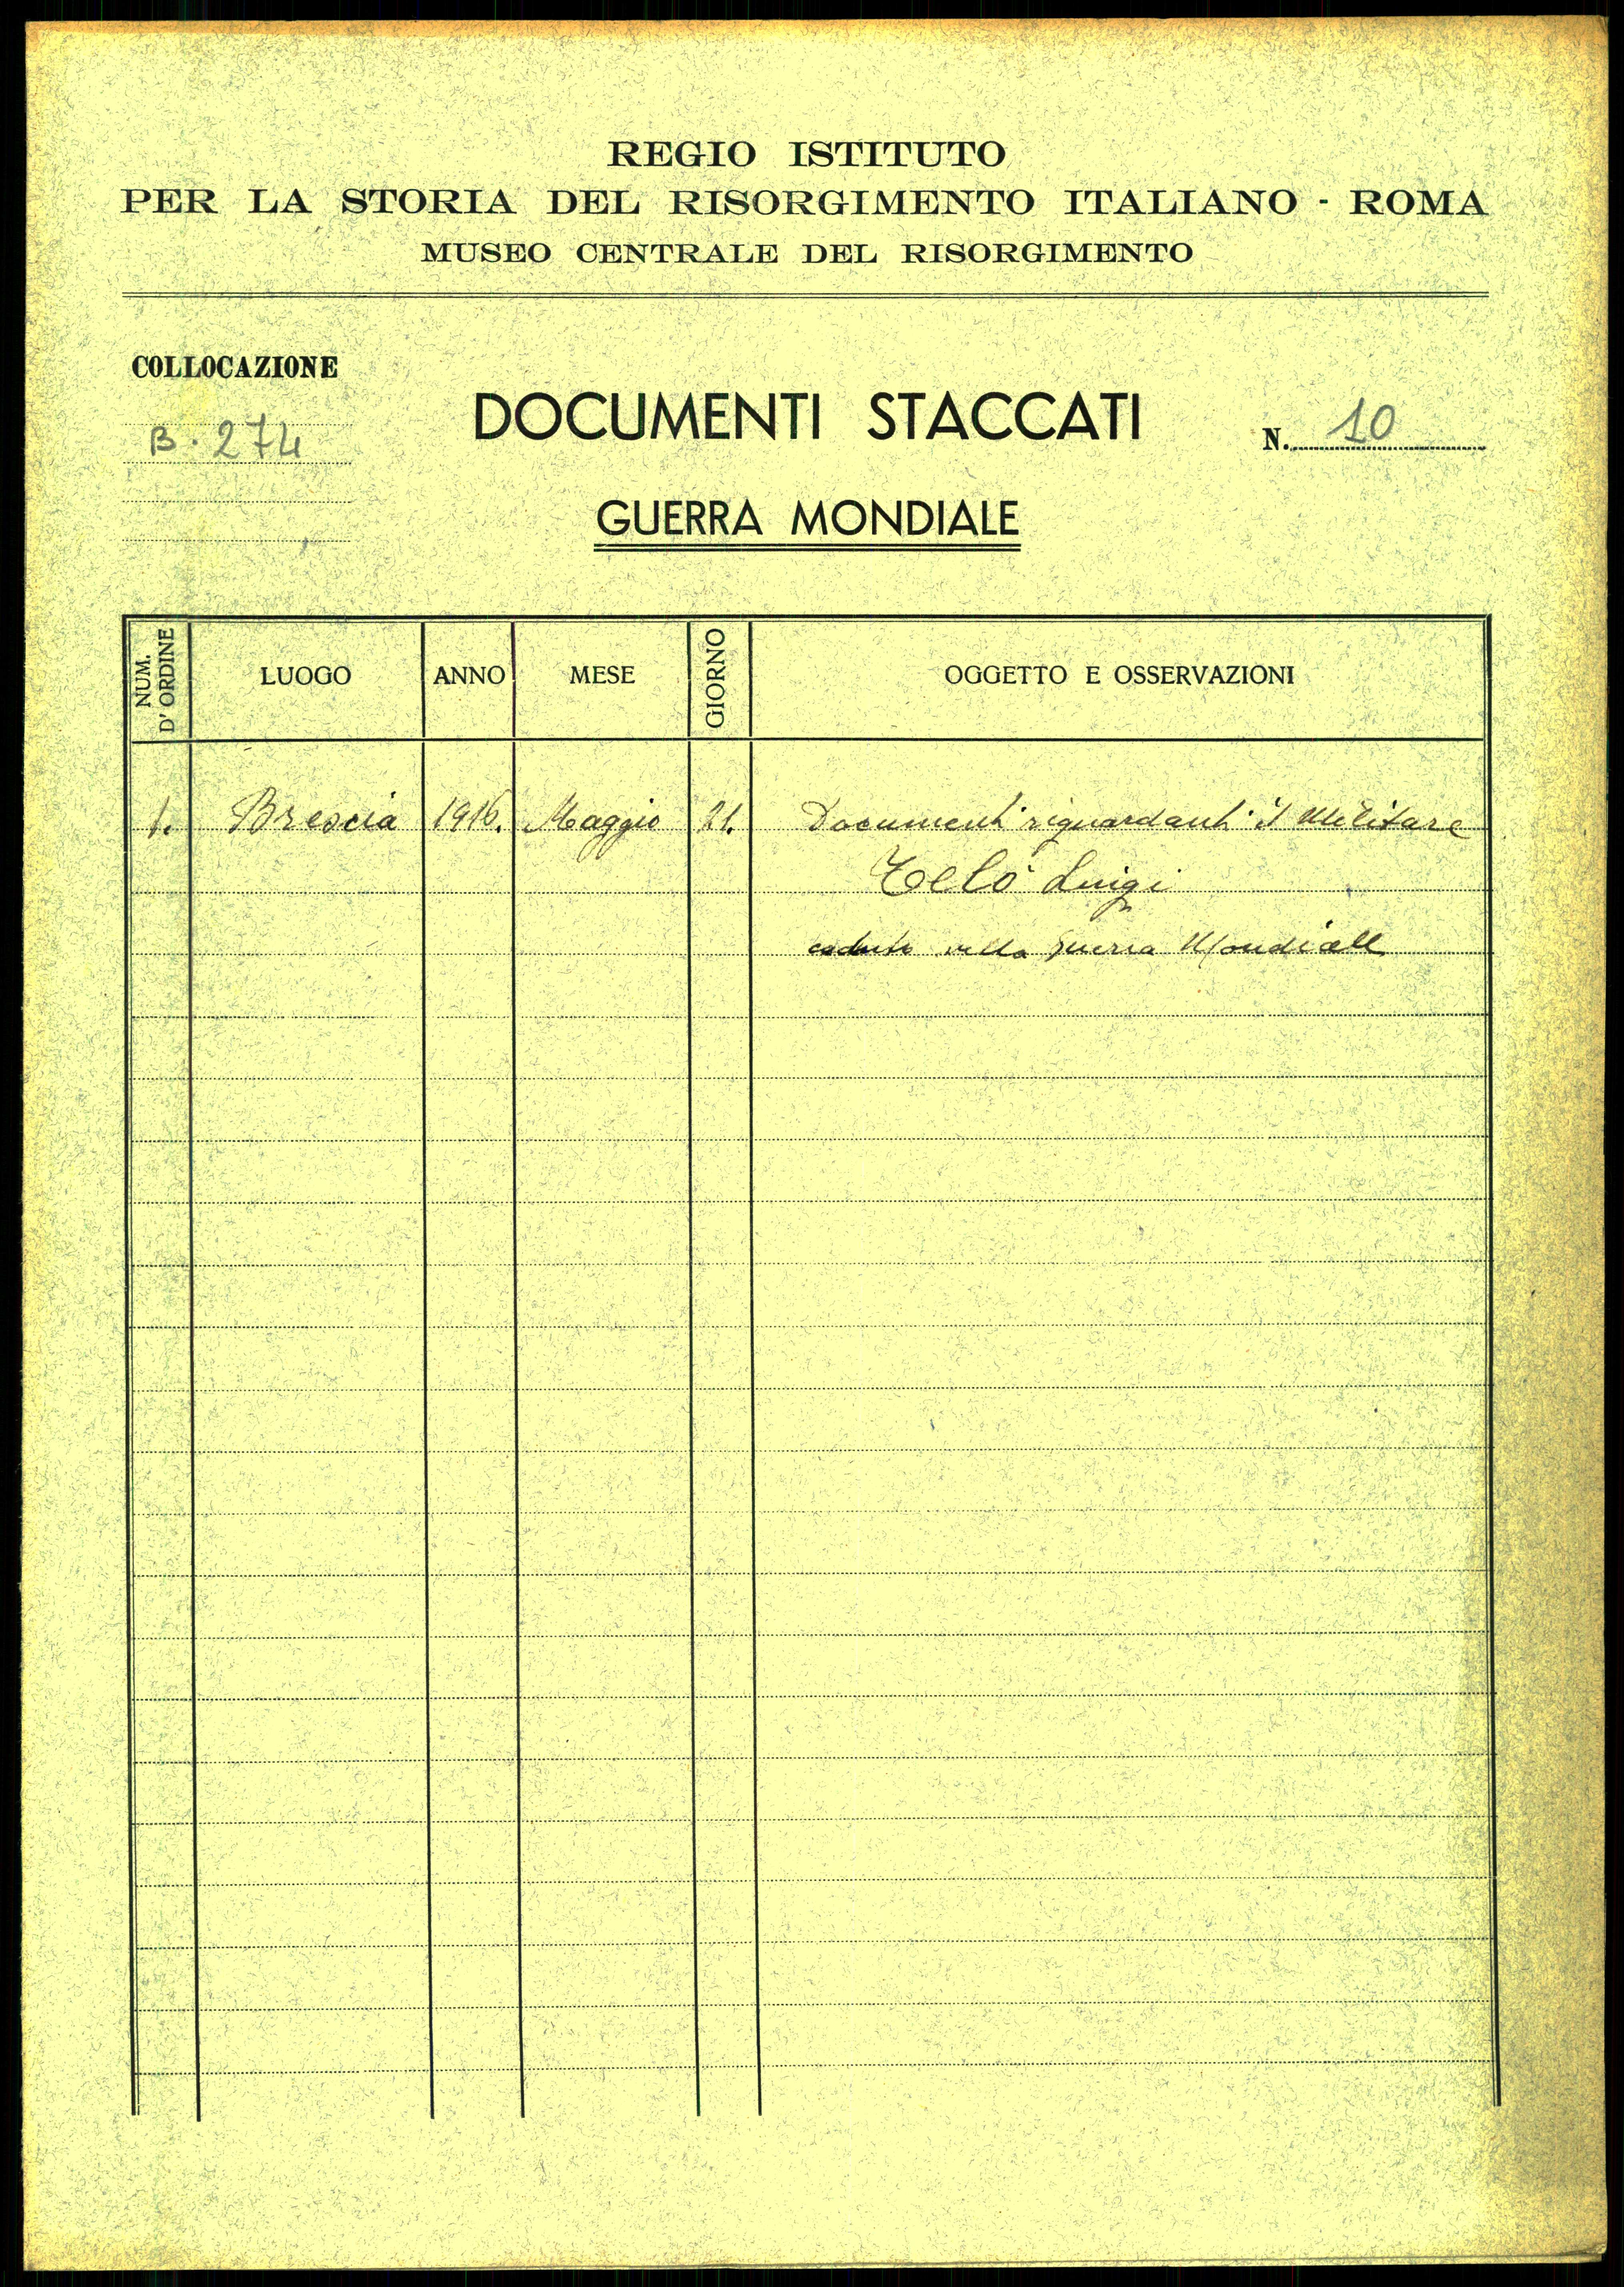 REGIO ISTITUTO
PER LA STORIA DEL RISORGIMENTO ITALIANO - ROMA
MUSEO CENTRALE DEL RISORGIMENTO
COLLOCAZIONE
B. 274
DOCUMENTI STACCATI
N. 10
GUERRA MONDIALE
NUM. D'ORDINE LUOGO ANNO MESE GIORNO OGGETTO E OSSERVAZIONI
1. Brescia 1916. Maggio 21. Documenti riguardanti il Militare
Telò Luigi
caduto nella Guerra Mondiale